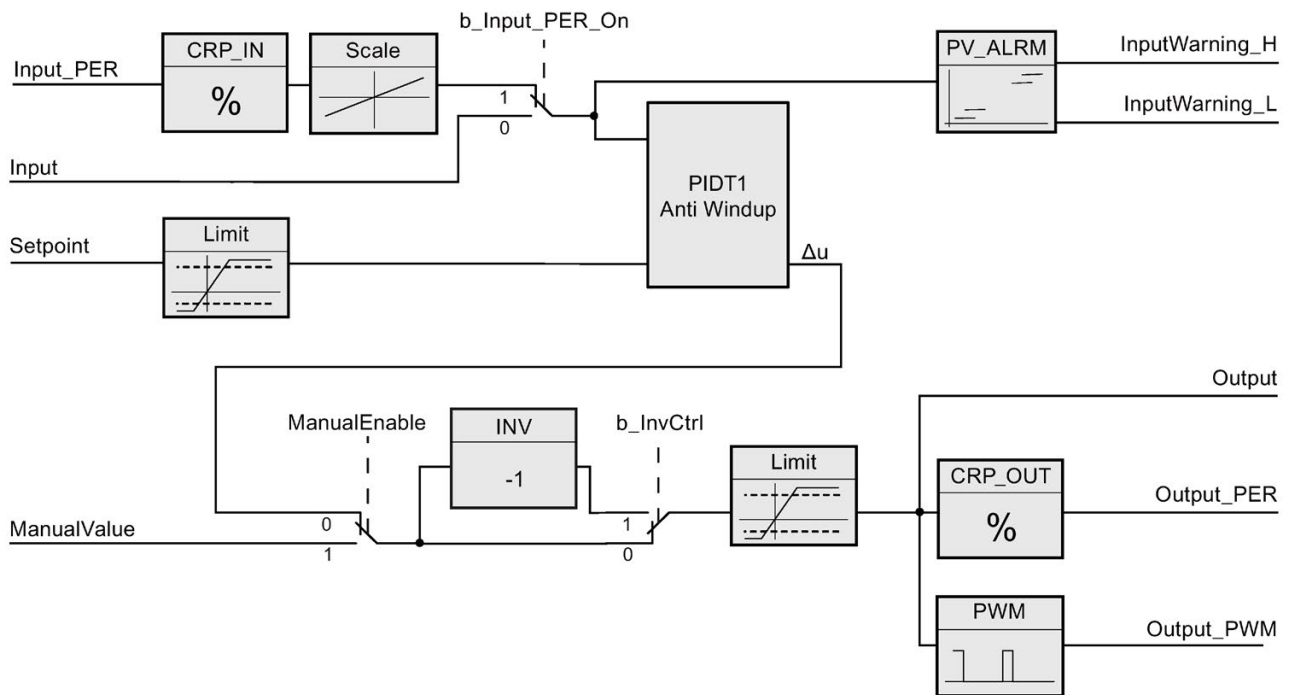 b_Input_PER_On
CRP_IN
Scale
PV_ALRM
InputWarning_H
Input_PER
%
1
0
InputWarning_L
Input
PIDT1
Anti Windup
Setpoint
Limit
Δu
Output
ManualEnable
INV
b_InvCtrl
-1
Limit
CRP_OUT
Output_PER
%
ManualValue
0
1
1
0
PWM
Output_PWM